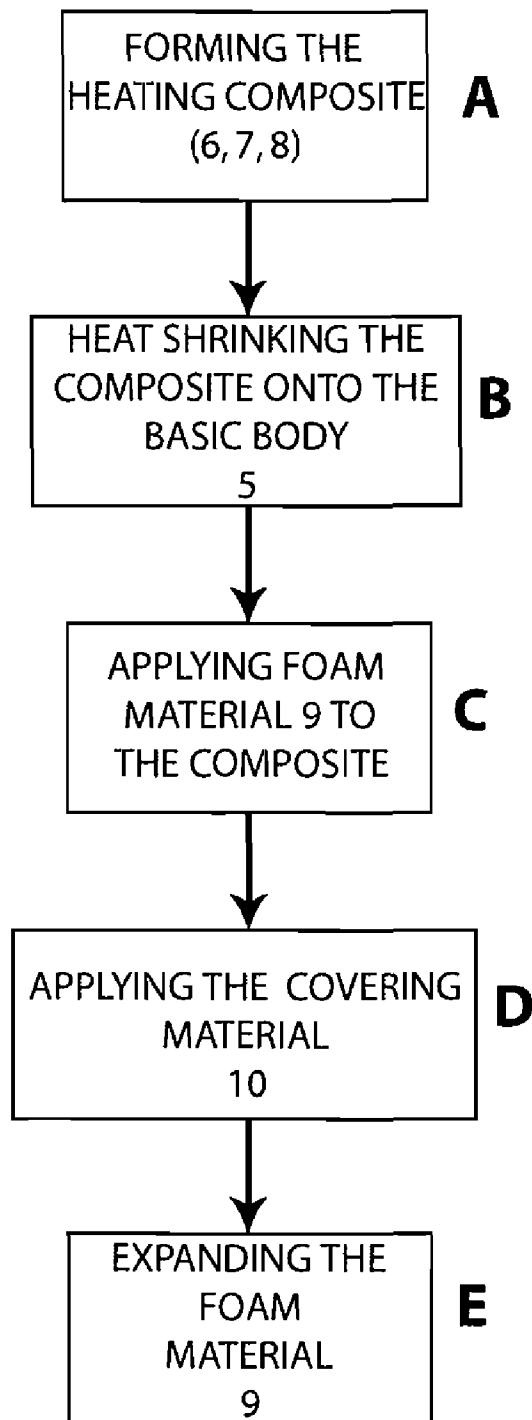 FORMING THE
HEATING COMPOSITE
(6, 7, 8)
A
HEAT SHRINKING THE
COMPOSITE ONTO THE
BASIC BODY
5
B
APPLYING FOAM
MATERIAL 9 TO
THE COMPOSITE
C
APPLYING THE COVERING
MATERIAL
10
D
EXPANDING THE
FOAM
MATERIAL
9
E